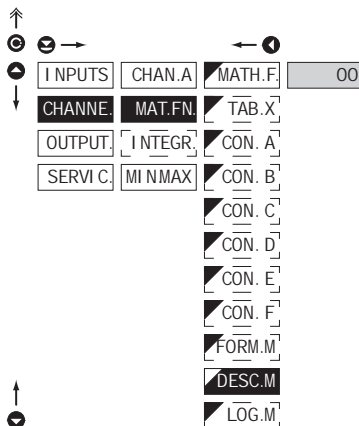 INPUTS CHAN.A MATH.F. 00
CHANNE. MAT.FN. TAB.X
OUTPUT. INTEGR. CON. A
SERVIC. MINMAX CON. B
CON. C
CON. D
CON. E
CON. F
FORM.M
DESC.M
LOG.M